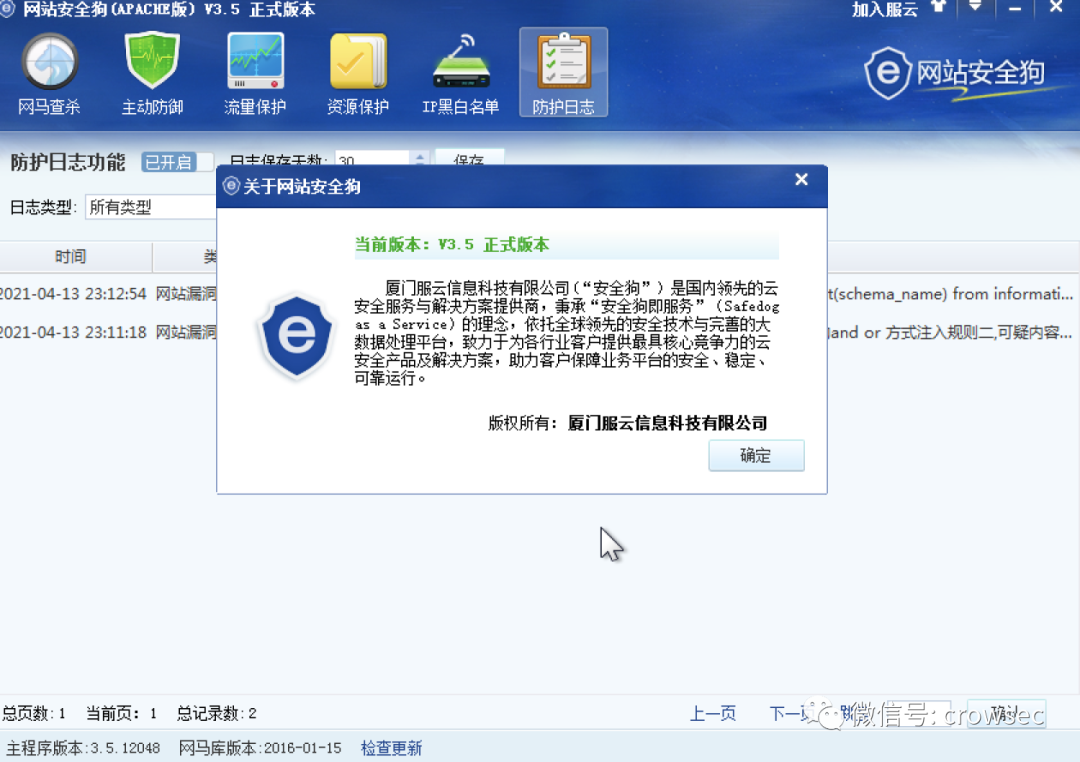 网站安全狗(APACHE版) V3.5 正式版本
加入服云
网马查杀 主动防御 流量保护 资源保护 IP黑白名单 防护日志
网站安全狗
防护日志功能 已开启 日志保存天数: 30 保存
日志类型: 所有类型
关于网站安全狗
时间 类
当前版本: V3.5 正式版本
2021-04-13 23:12:54 网站漏洞
t(schema_name) from informati...
2021-04-13 23:11:18 网站漏洞
and or 方式注入规则二,可疑内容...
厦门服云信息科技有限公司(“安全狗”)是国内领先的云
安全服务与解决方案提供商，秉承“安全狗即服务”(Safedog
as a Service)的理念，依托全球领先的安全技术与完善的大
数据处理平台，致力于为各行业客户提供最具核心竞争力的云
安全产品及解决方案，助力客户保障业务平台的安全、稳定、
可靠运行。
版权所有: 厦门服云信息科技有限公司
确定
总页数: 1 当前页: 1 总记录数: 2
上一页 下一页
微信号: crowsec
主程序版本:3.5.12048 网马库版本:2016-01-15 检查更新